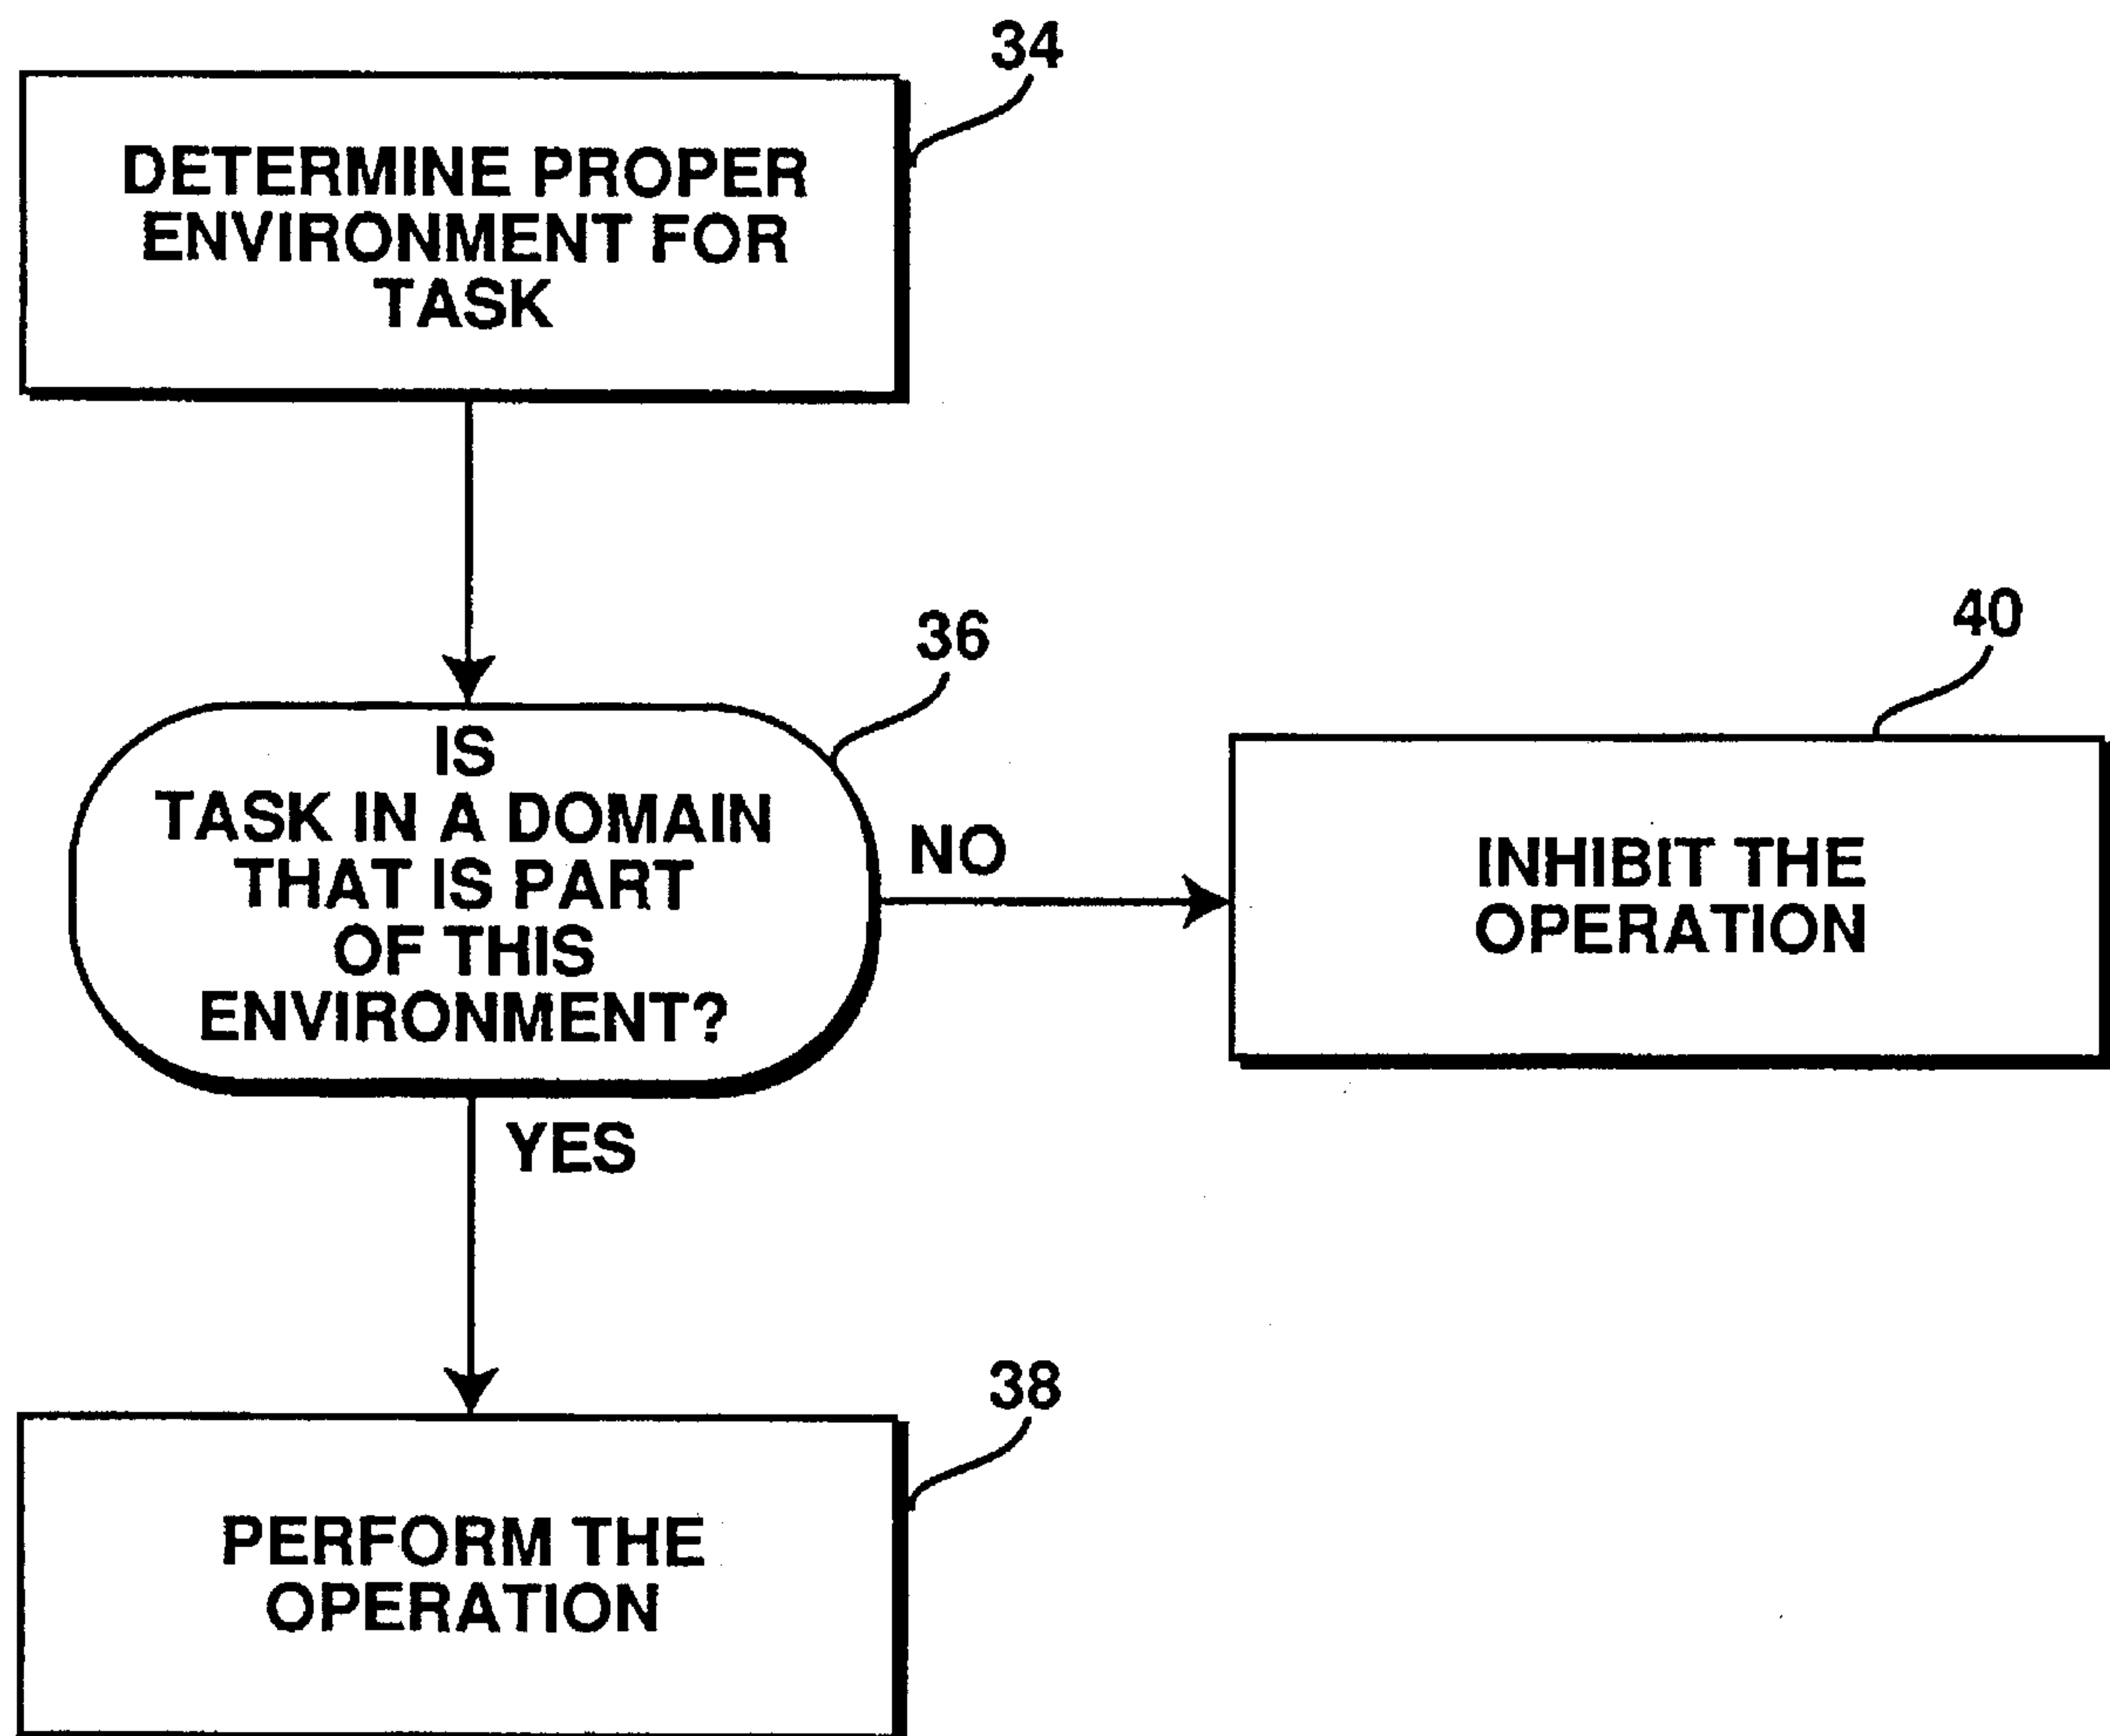 34
DETERMINE PROPER
ENVIRONMENT FOR
TASK
36
IS
TASK IN A DOMAIN
THAT IS PART
OF THIS
ENVIRONMENT?
NO
40
INHIBIT THE
OPERATION
YES
38
PERFORM THE
OPERATION